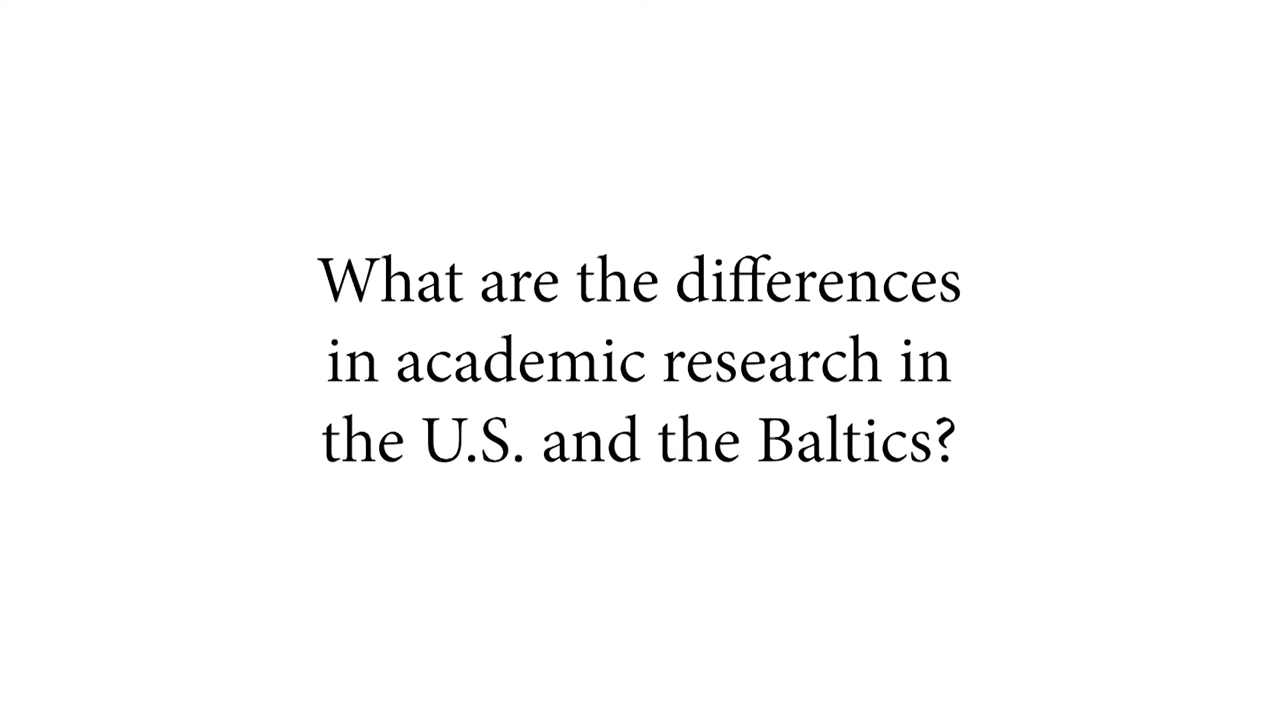 What are the differences
in academic research in
the U.S. and the Baltics?